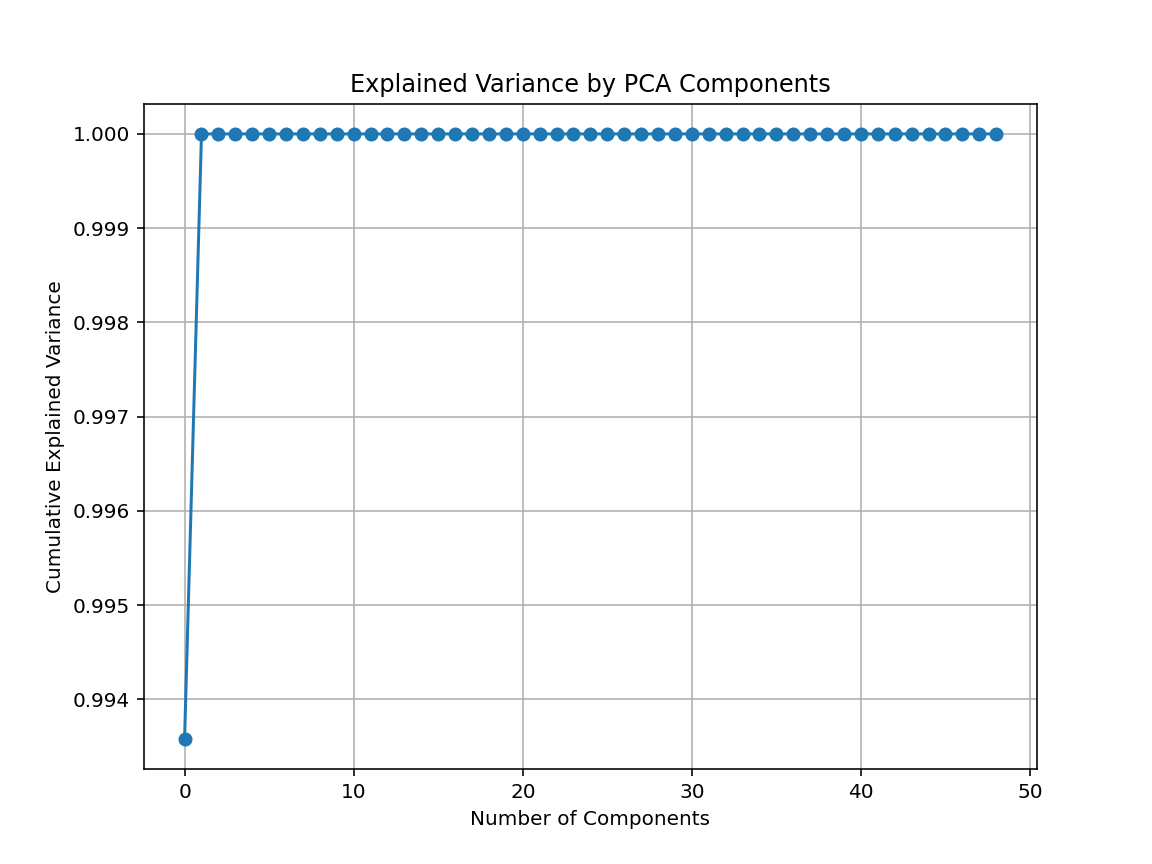 Explained Variance by PCA Components
1.000
0.999
0.998
0.997
0.996
0.995
0.994
Cumulative Explained Variance
0 10 20 30 40 50
Number of Components